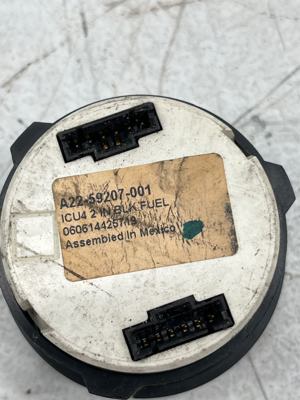 A22-59207-001
ICU4 2 IN BLK FUEL
060614425719
Assembled In Mexico